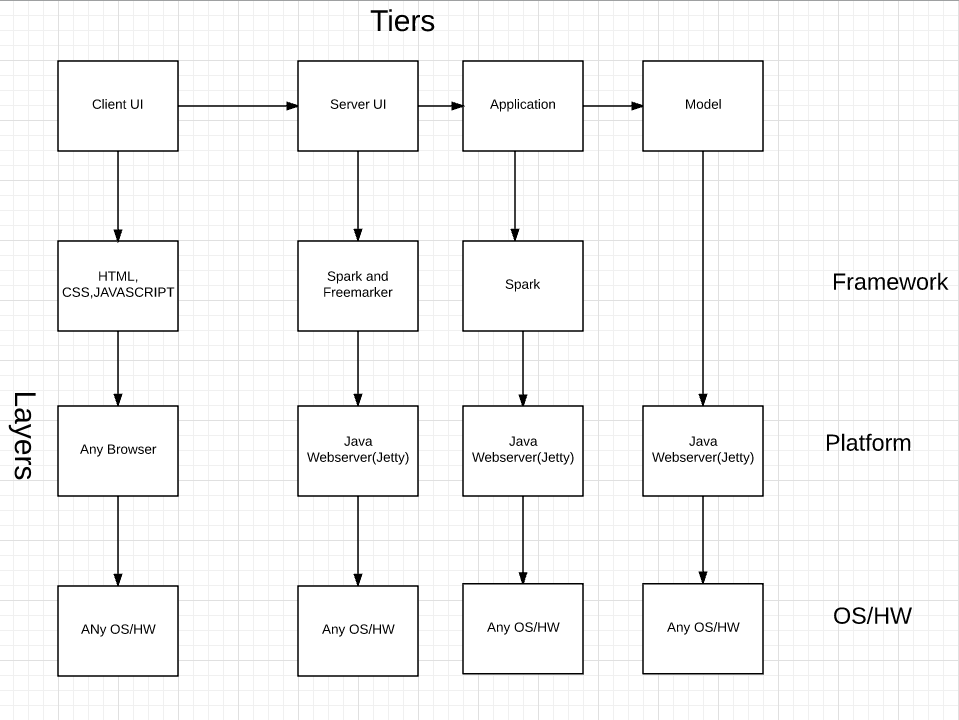 Tiers
Client UI
Server UI
Application
Model
HTML,
CSS,JAVASCRIPT
Spark and
Freemarker
Spark
Framework
Layers
Any Browser
Java
Webserver(Jetty)
Java
Webserver(Jetty)
Java
Webserver(Jetty)
Platform
ANy OS/HW
Any OS/HW
Any OS/HW
Any OS/HW
OS/HW